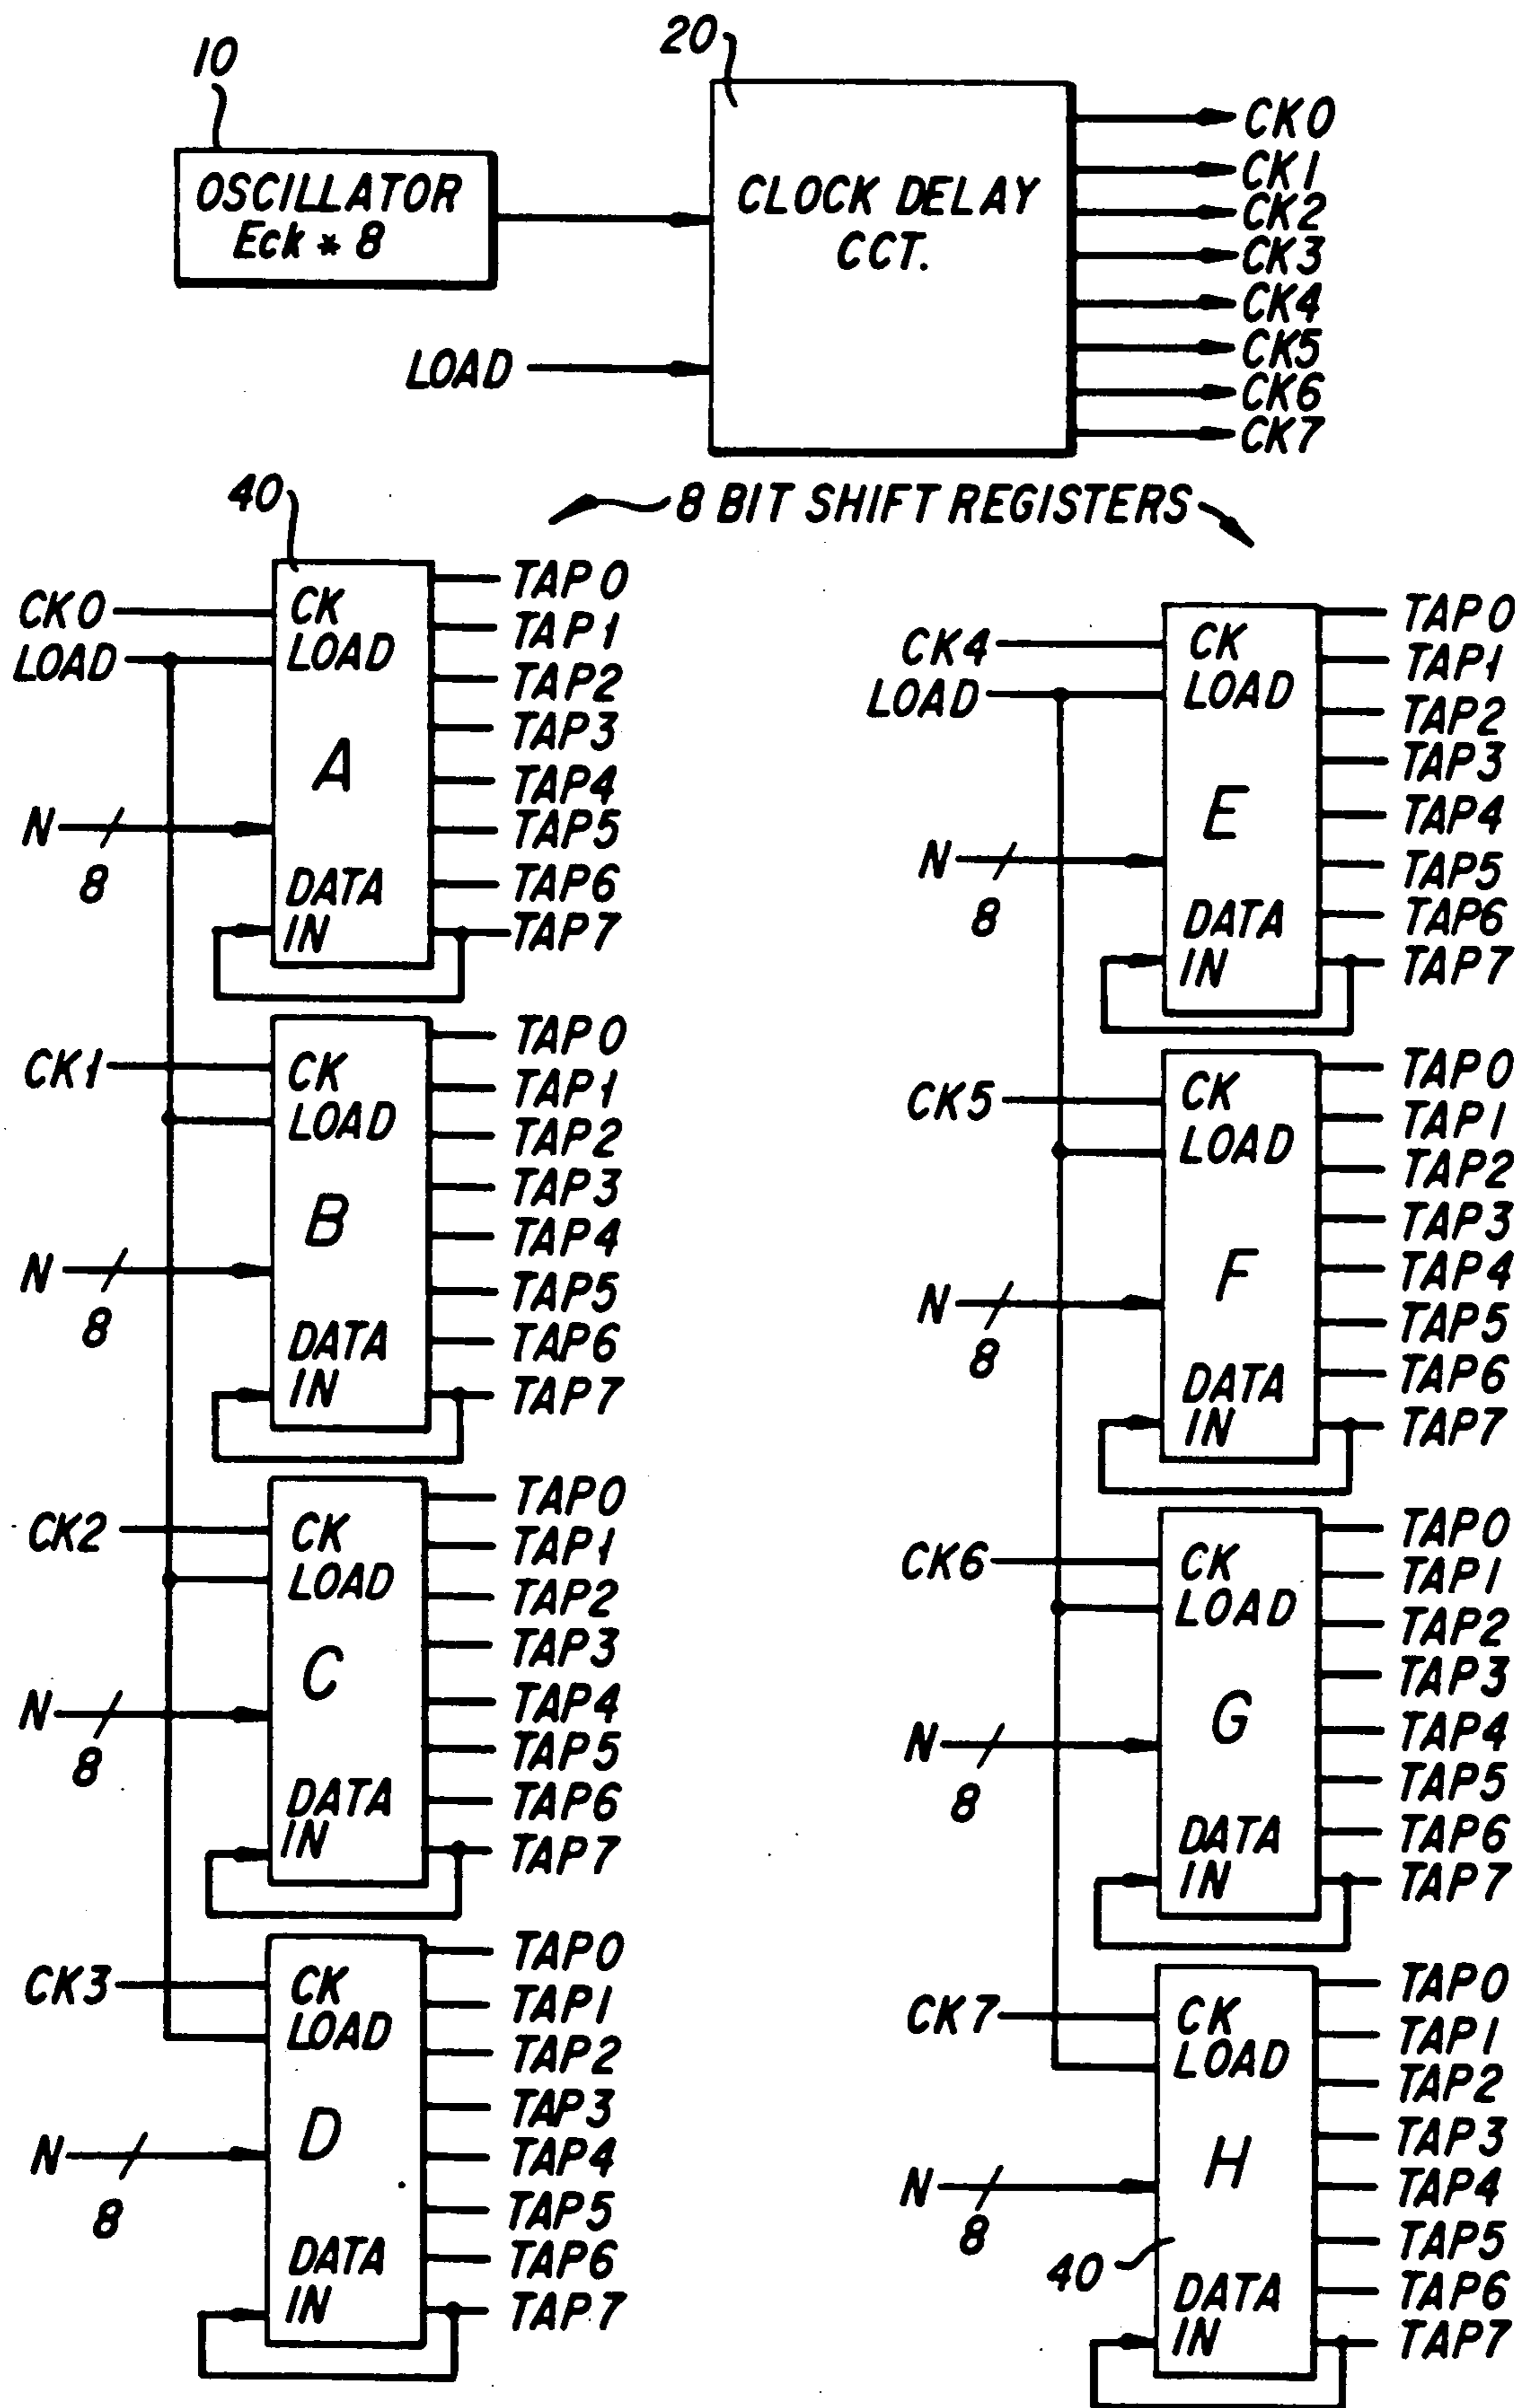 10
20
OSCILLATOR
Eck * 8
CLOCK DELAY
CCT.
LOAD
CK0
CK1
CK2
CK3
CK4
CK5
CK6
CK7
8 BIT SHIFT REGISTERS
40
CK0
LOAD
N
8
CK
LOAD
A
DATA
IN
TAP0
TAP1
TAP2
TAP3
TAP4
TAP5
TAP6
TAP7
CK1
N
8
CK
LOAD
B
DATA
IN
TAP0
TAP1
TAP2
TAP3
TAP4
TAP5
TAP6
TAP7
CK2
N
8
CK
LOAD
C
DATA
IN
TAP0
TAP1
TAP2
TAP3
TAP4
TAP5
TAP6
TAP7
CK3
N
8
CK
LOAD
D
DATA
IN
TAP0
TAP1
TAP2
TAP3
TAP4
TAP5
TAP6
TAP7
CK4
LOAD
N
8
CK
LOAD
E
DATA
IN
TAP0
TAP1
TAP2
TAP3
TAP4
TAP5
TAP6
TAP7
CK5
N
8
CK
LOAD
F
DATA
IN
TAP0
TAP1
TAP2
TAP3
TAP4
TAP5
TAP6
TAP7
CK6
N
8
CK
LOAD
G
DATA
IN
TAP0
TAP1
TAP2
TAP3
TAP4
TAP5
TAP6
TAP7
CK7
N
8
40
CK
LOAD
H
DATA
IN
TAP0
TAP1
TAP2
TAP3
TAP4
TAP5
TAP6
TAP7